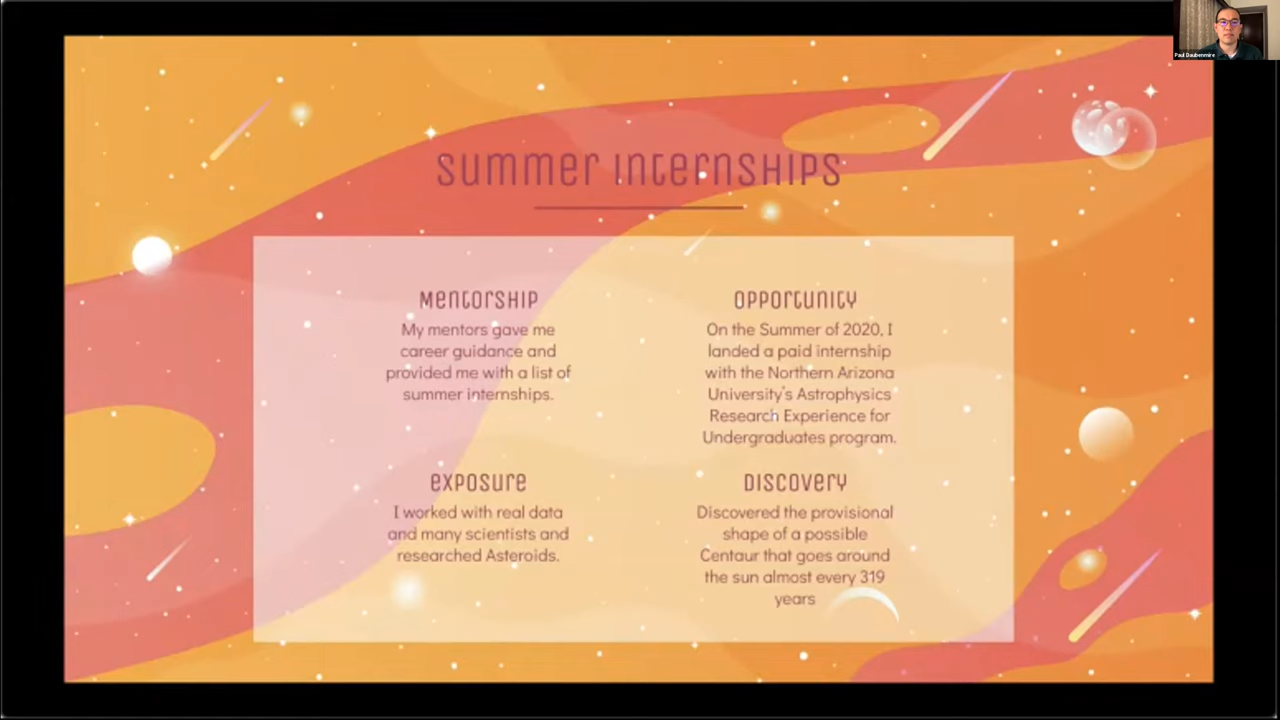 Paul Daubenmire
Summer Internships
Mentorship
My mentors gave me
career guidance and
provided me with a list of
summer internships.
Opportunity
On the Summer of 2020, I
landed a paid internship
with the Northern Arizona
University's Astrophysics
Research Experience for
Undergraduates program.
Exposure
I worked with real data
and many scientists and
researched Asteroids.
Discovery
Discovered the provisional
shape of a possible
Centaur that goes around
the sun almost every 319
years